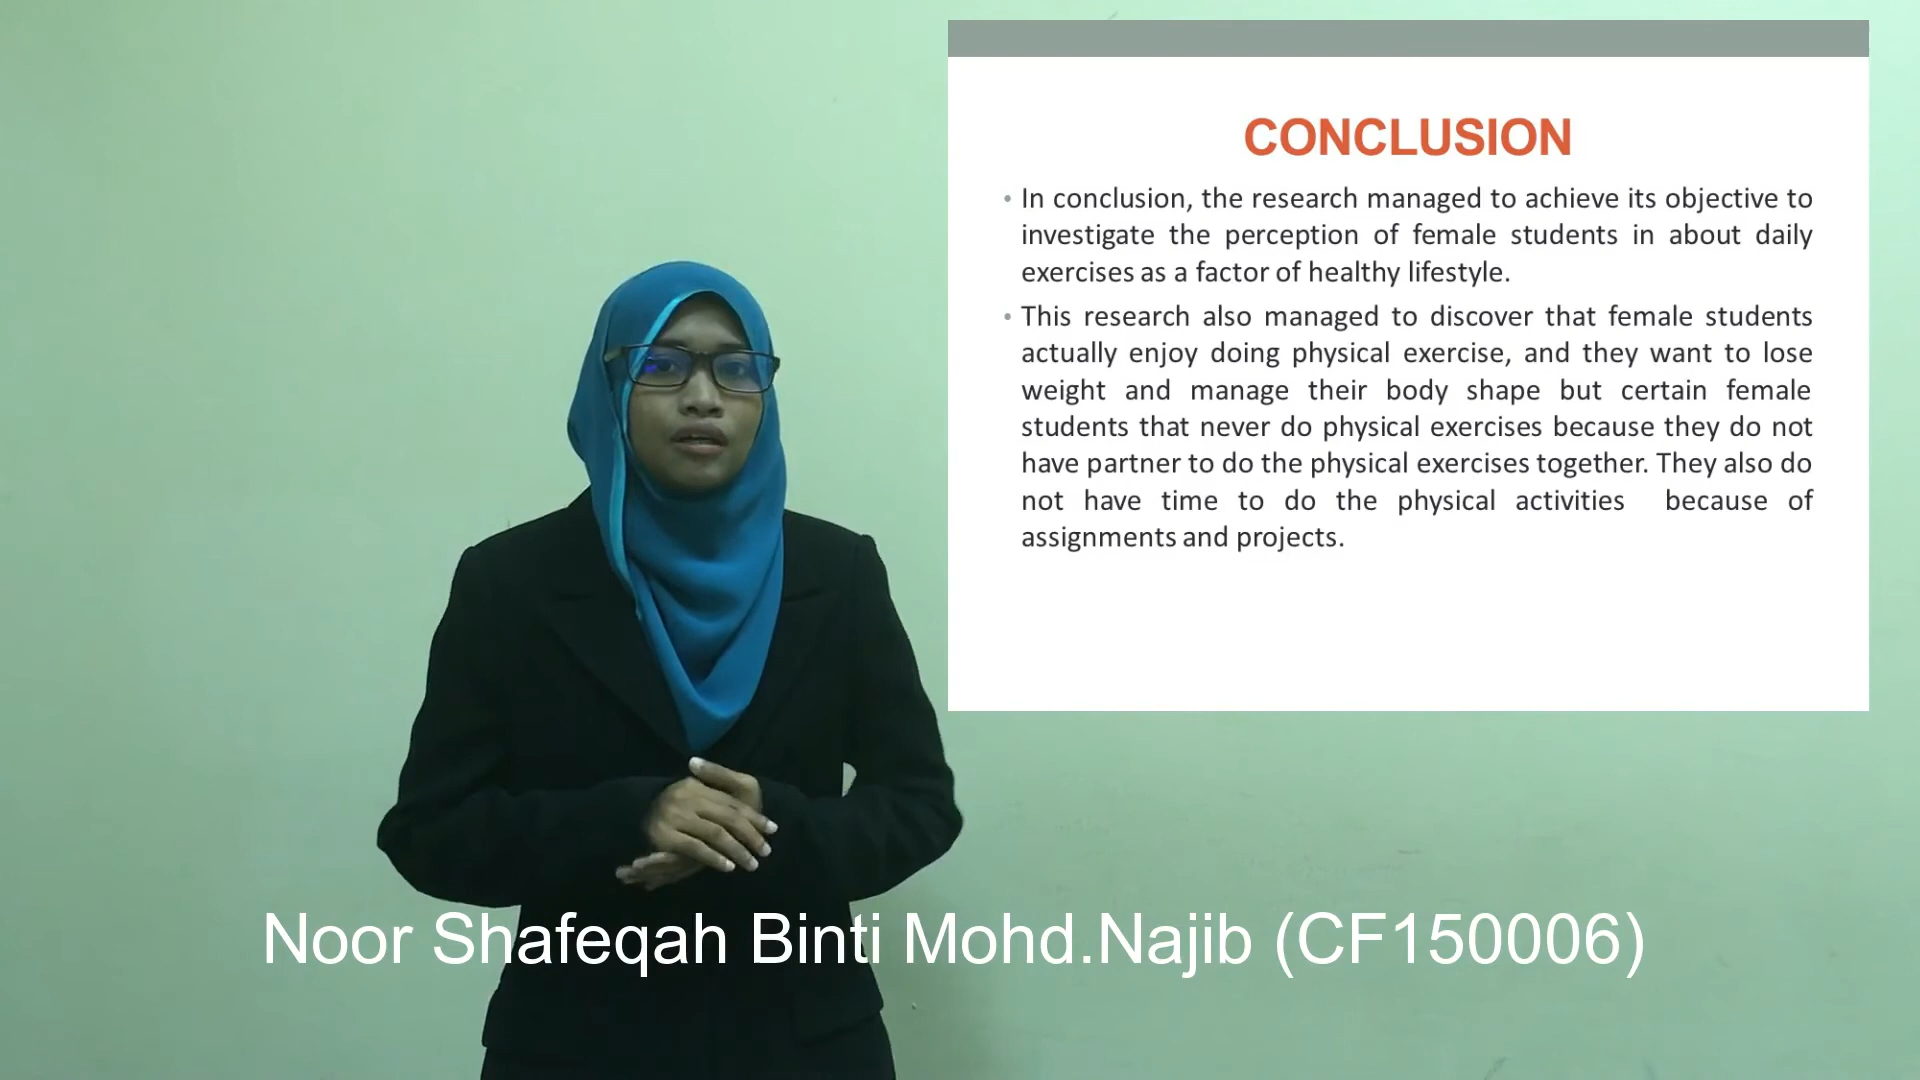 CONCLUSION
• In conclusion, the research managed to achieve its objective to
investigate the perception of female students in about daily
exercises as a factor of healthy lifestyle.
• This research also managed to discover that female students
actually enjoy doing physical exercise, and they want to lose
weight and manage their body shape but certain female
students that never do physical exercises because they do not
have partner to do the physical exercises together. They also do
not have time to do the physical activities because of
assignments and projects.
Noor Shafeqah Binti Mohd.Najib (CF150006)